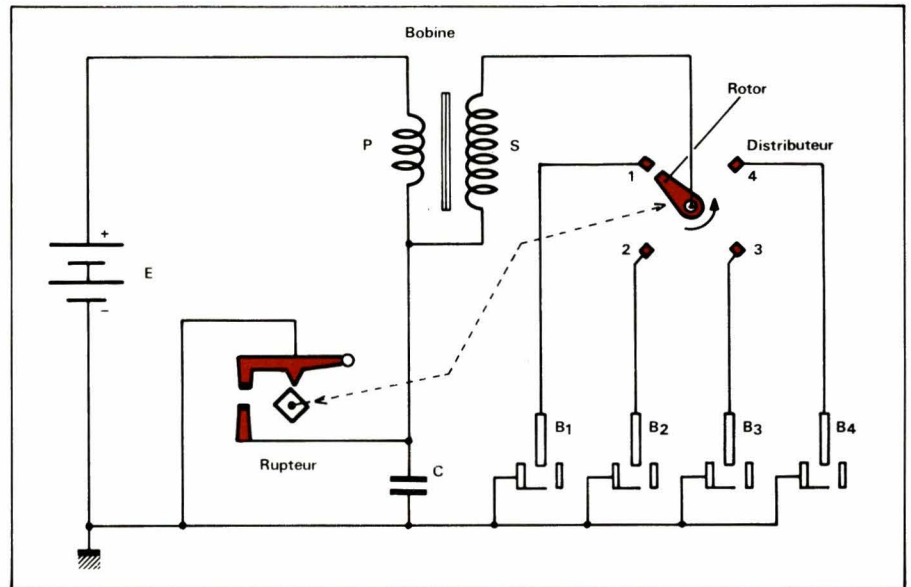 Bobine
Rotor
P
S
Distributeur
1
4
+
E
2
3
−
B1
B2
B3
B4
Rupteur
C